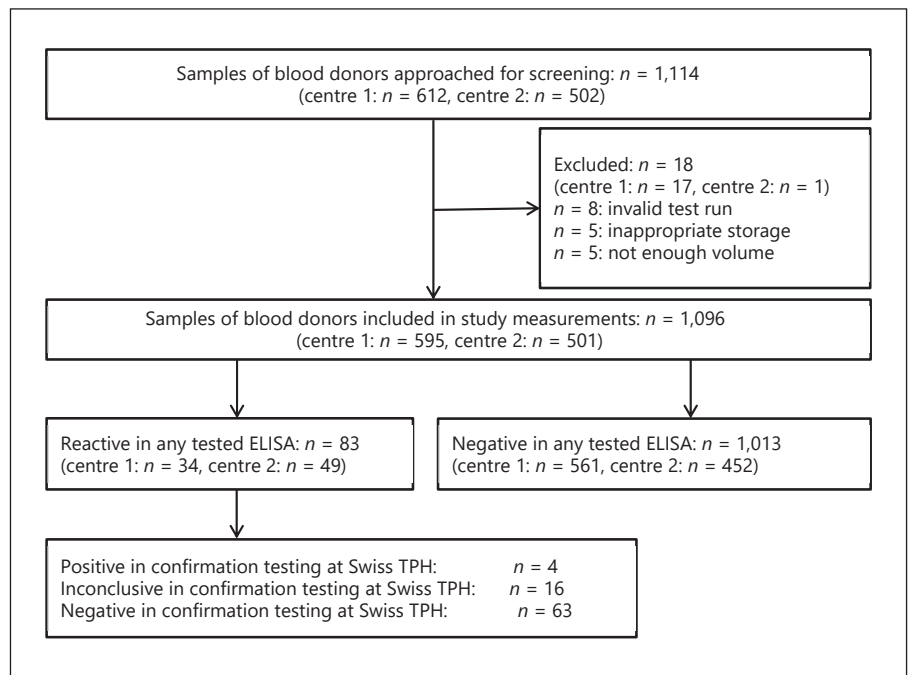 Samples of blood donors approached for screening: n = 1,114
(centre 1: n = 612, centre 2: n = 502)
Excluded: n = 18
(centre 1: n = 17, centre 2: n = 1)
n = 8: invalid test run
n = 5: inappropriate storage
n = 5: not enough volume
Samples of blood donors included in study measurements: n = 1,096
(centre 1: n = 595, centre 2: n = 501)
Reactive in any tested ELISA: n = 83
(centre 1: n = 34, centre 2: n = 49)
Negative in any tested ELISA: n = 1,013
(centre 1: n = 561, centre 2: n = 452)
Positive in confirmation testing at Swiss TPH: n = 4
Inconclusive in confirmation testing at Swiss TPH: n = 16
Negative in confirmation testing at Swiss TPH: n = 63